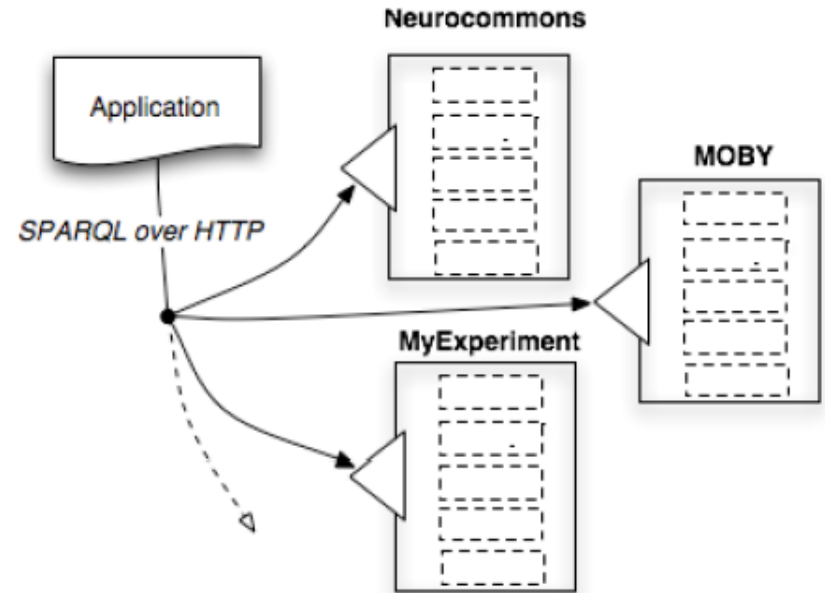 Neurocommons
Application
MOBY
SPARQL over HTTP
MyExperiment